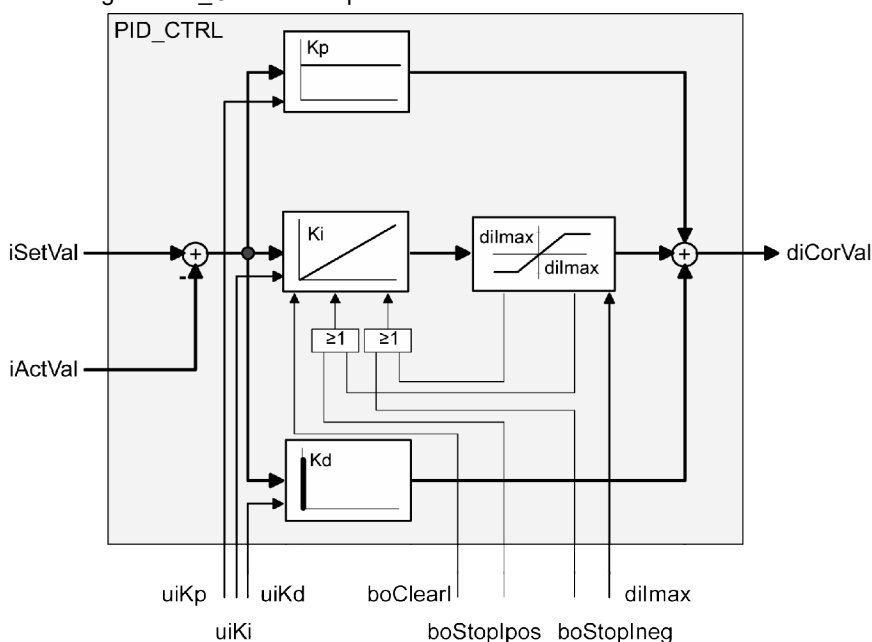 PID_CTRL
Kp
iSetVal
Ki
diImax
diImax
diCorVal
-
+
+
iActVal
≥1
≥1
Kd
uiKp
uiKd
boClearI
diImax
uiKi
boStopIpos
boStopIneg